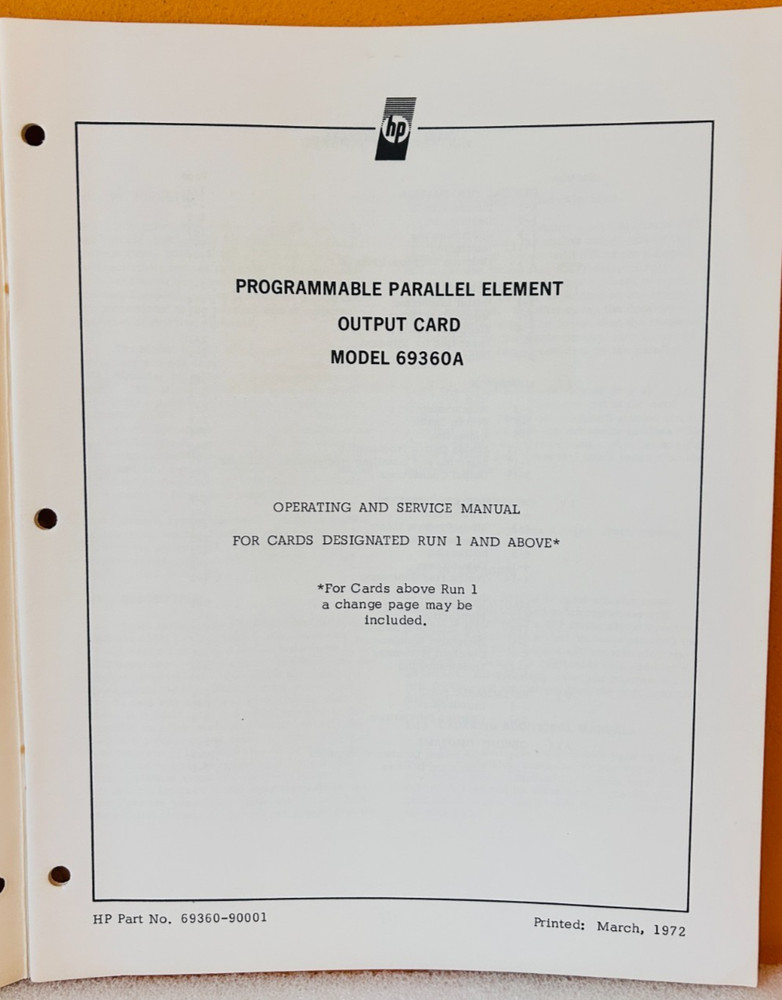 hp
PROGRAMMABLE PARALLEL ELEMENT
OUTPUT CARD
MODEL 69360A
OPERATING AND SERVICE MANUAL
FOR CARDS DESIGNATED RUN 1 AND ABOVE*
*For Cards above Run 1
a change page may be
included.
HP Part No. 69360-90001
Printed: March, 1972